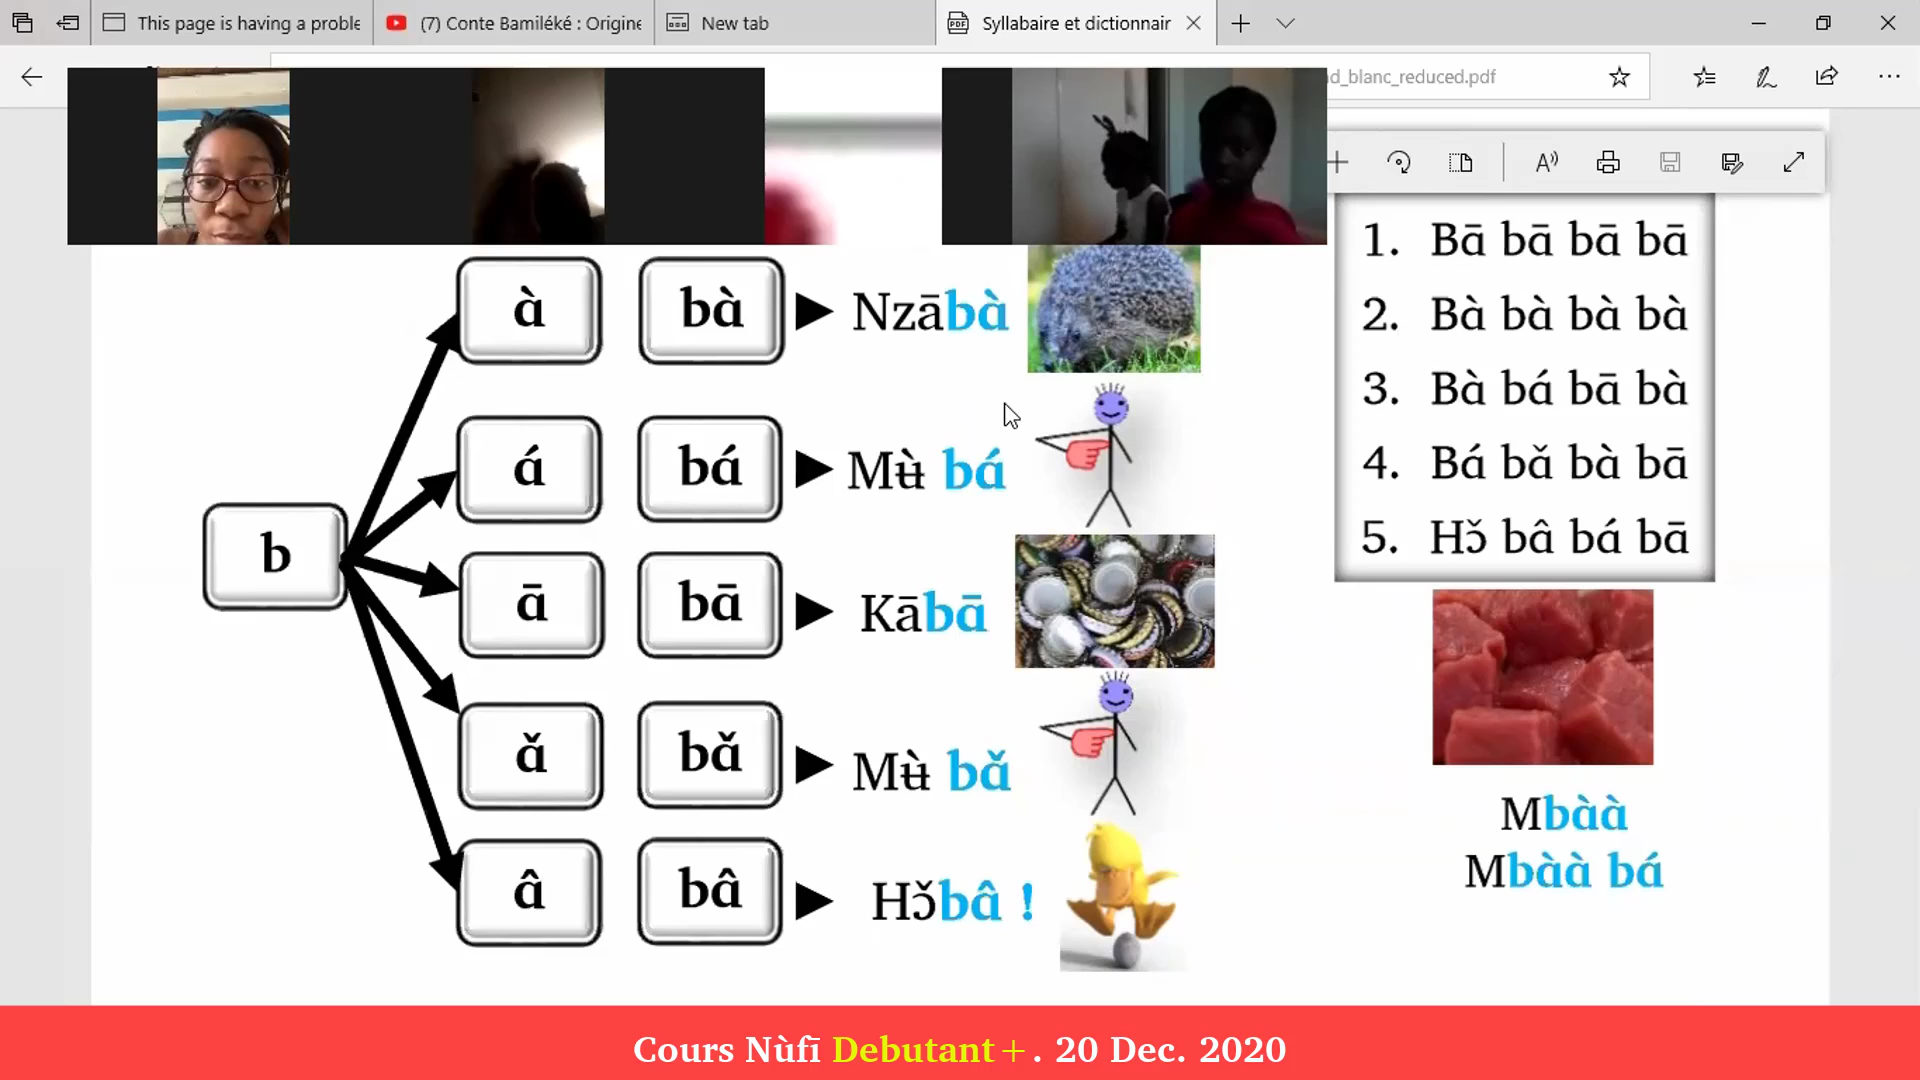 This page is having a proble
(7) Conte Bamiléké : Origine
New tab
Syllabaire et dictionnair
d_blanc_reduced.pdf
à bà Nzābà
á bá Mʉ̀ bá
b
ā bā Kābā
ǎ bǎ Mʉ̀ bǎ
â bâ Hɔ̌bâ !
1. Bā bā bā bā
2. Bà bà bà bà
3. Bà bá bā bà
4. Bá bǎ bà bā
5. Hɔ̌ bâ bá bā
Mbàà
Mbàà bá
Cours Nùfī Debutant+. 20 Dec. 2020